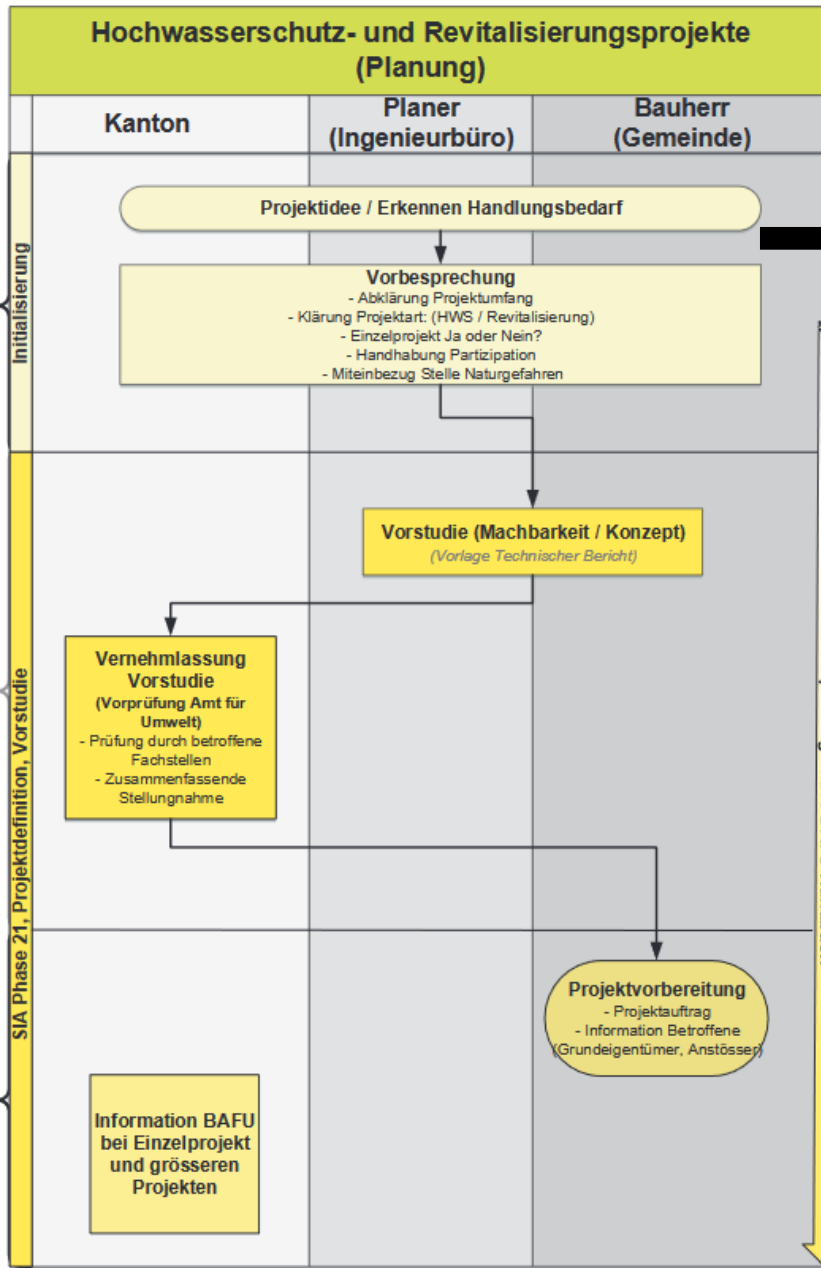 Hochwasserschutz- und Revitalisierungsprojekte
(Planung)
Kanton
Planer
(Ingenieurbüro)
Bauherr
(Gemeinde)
Initialisierung
Projektidee / Erkennen Handlungsbedarf
Vorbesprechung
- Abklärung Projektumfang
- Klärung Projektart: (HWS / Revitalisierung)
- Einzelprojekt Ja oder Nein?
- Handhabung Partizipation
- Miteinbezug Stelle Naturgefahren
SIA Phase 21, Projektdefinition, Vorstudie
Vorstudie (Machbarkeit / Konzept)
(Vorlage Technischer Bericht)
Vernehmlassung
Vorstudie
(Vorprüfung Amt für
Umwelt)
- Prüfung durch betroffene
Fachstellen
- Zusammenfassende
Stellungnahme
Projektvorbereitung
- Projektauftrag
- Information Betroffene
(Grundeigentümer, Anstösser)
Information BAFU
bei Einzelprojekt
und grösseren
Projekten